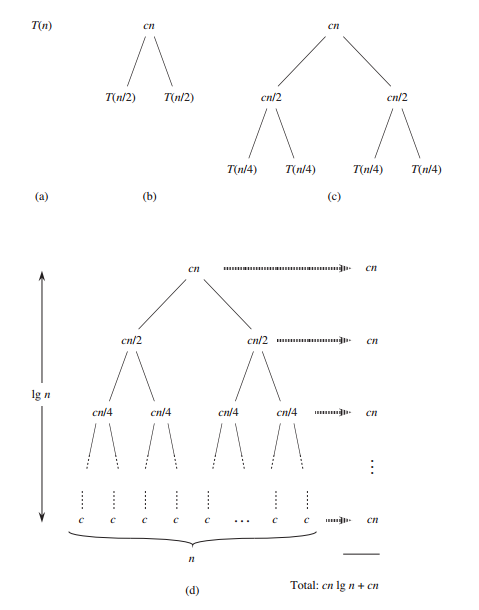 T(n) cn cn
T(n/2) T(n/2) cn/2 cn/2
T(n/4) T(n/4) T(n/4) T(n/4)
(a) (b) (c)
cn cn
cn/2 cn/2 cn
lg n
cn/4 cn/4 cn/4 cn/4 cn
⋮
c c c c c … c c cn
n
Total: cn lg n + cn
(d)